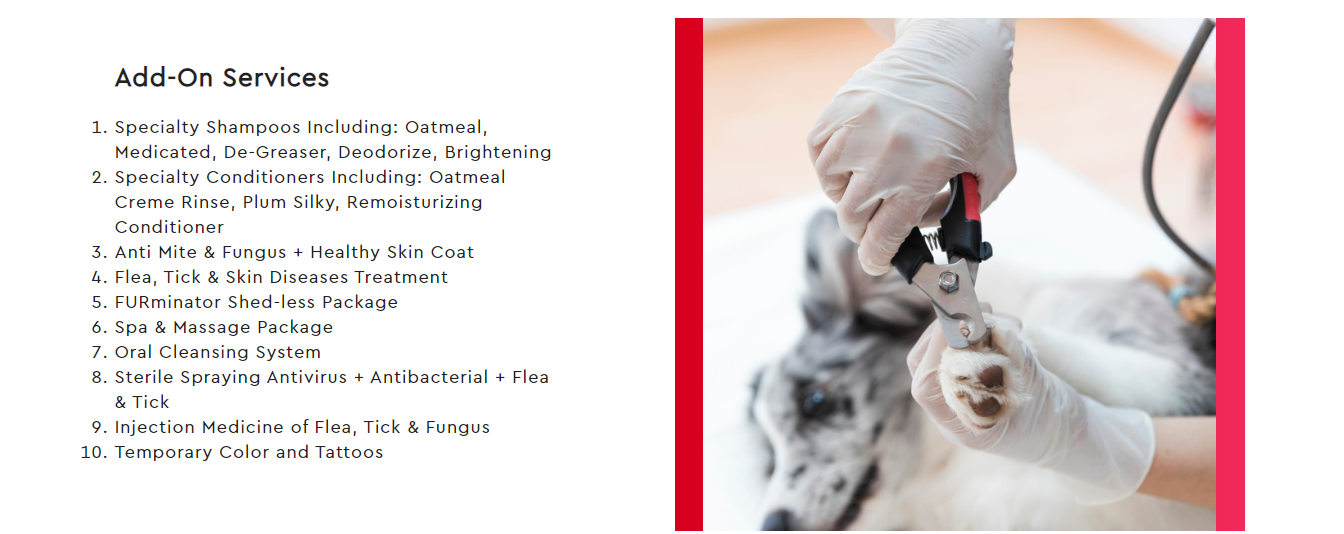 Add-On Services
1. Specialty Shampoos Including: Oatmeal,
Medicated, De-Greaser, Deodorize, Brightening
2. Specialty Conditioners Including: Oatmeal
Creme Rinse, Plum Silky, Remoisturizing
Conditioner
3. Anti Mite & Fungus + Healthy Skin Coat
4. Flea, Tick & Skin Diseases Treatment
5. FURminator Shed-less Package
6. Spa & Massage Package
7. Oral Cleansing System
8. Sterile Spraying Antivirus + Antibacterial + Flea
& Tick
9. Injection Medicine of Flea, Tick & Fungus
10. Temporary Color and Tattoos